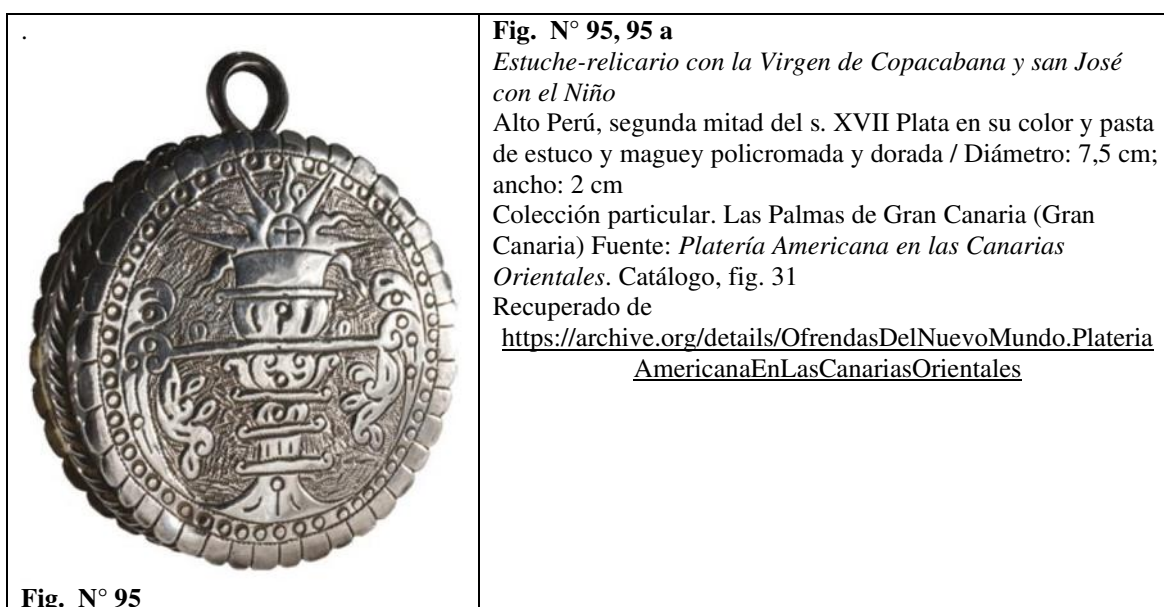 .
Fig. N° 95
Fig. N° 95, 95 a
Estuche-relicario con la Virgen de Copacabana y san José
con el Niño
Alto Perú, segunda mitad del s. XVII Plata en su color y pasta
de estuco y maguey policromada y dorada / Diámetro: 7,5 cm;
ancho: 2 cm
Colección particular. Las Palmas de Gran Canaria (Gran
Canaria) Fuente: Platería Americana en las Canarias
Orientales. Catálogo, fig. 31
Recuperado de
https://archive.org/details/OfrendasDelNuevoMundo.Plateria
AmericanaEnLasCanariasOrientales